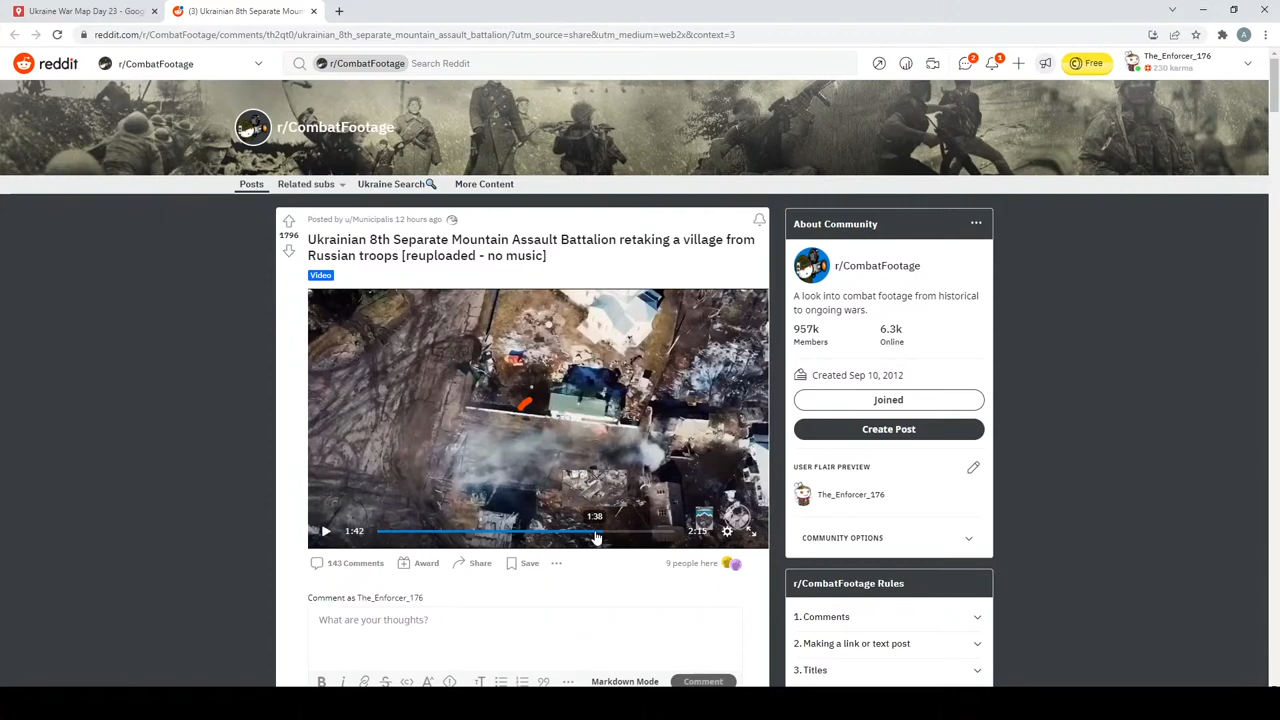 Ukraine War Map Day 23 - Googl
(3) Ukrainian 8th Separate Moun
reddit.com/r/CombatFootage/comments/th2qt0/ukrainian_8th_separate_mountain_assault_battalion/?utm_source=share&utm_medium=web2x&context=3
A
reddit
r/CombatFootage
r/CombatFootage
Search Reddit
2
1
Free
The_Enforcer_176
230 karma
r/CombatFootage
Posts
Related subs
Ukraine Search🔍
More Content
1796
Posted by u/Municipalis 12 hours ago
Ukrainian 8th Separate Mountain Assault Battalion retaking a village from
Russian troops [reuploaded - no music]
Video
1:38
1:42
2:15
143 Comments
Award
Share
Save
9 people here
Comment as The_Enforcer_176
What are your thoughts?
Markdown Mode
Comment
About Community
r/CombatFootage
A look into combat footage from historical
to ongoing wars.
957k
6.3k
Members
Online
Created Sep 10, 2012
Joined
Create Post
USER FLAIR PREVIEW
The_Enforcer_176
COMMUNITY OPTIONS
r/CombatFootage Rules
1. Comments
2. Making a link or text post
3. Titles